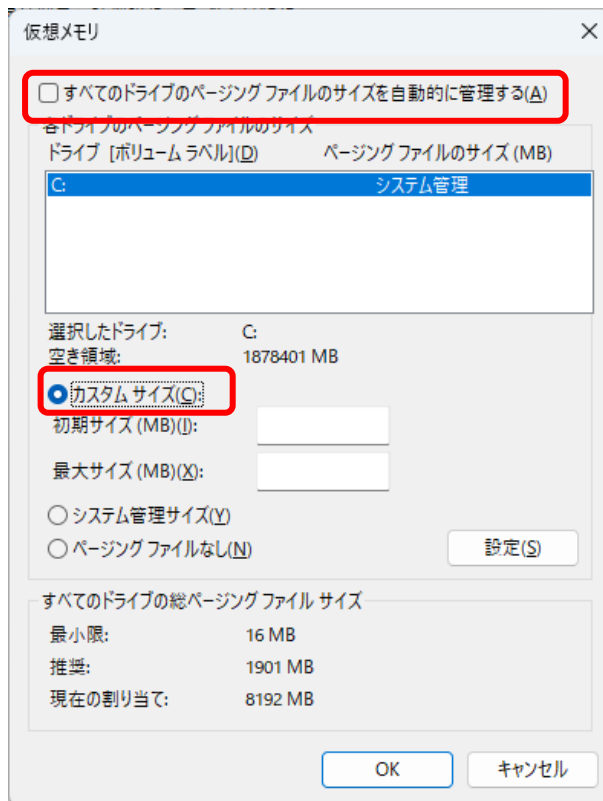 仮想メモリ
すべてのドライブのページング ファイルのサイズを自動的に管理する(A)
各ドライブのページング ファイルのサイズ
ドライブ [ボリューム ラベル](D) ページング ファイルのサイズ (MB)
C: システム管理
選択したドライブ: C:
空き領域: 1878401 MB
カスタム サイズ(C):
初期サイズ (MB)(I):
最大サイズ (MB)(X):
システム管理サイズ(Y)
ページング ファイルなし(N) 設定(S)
すべてのドライブの総ページング ファイル サイズ
最小限: 16 MB
推奨: 1901 MB
現在の割り当て: 8192 MB
OK キャンセル